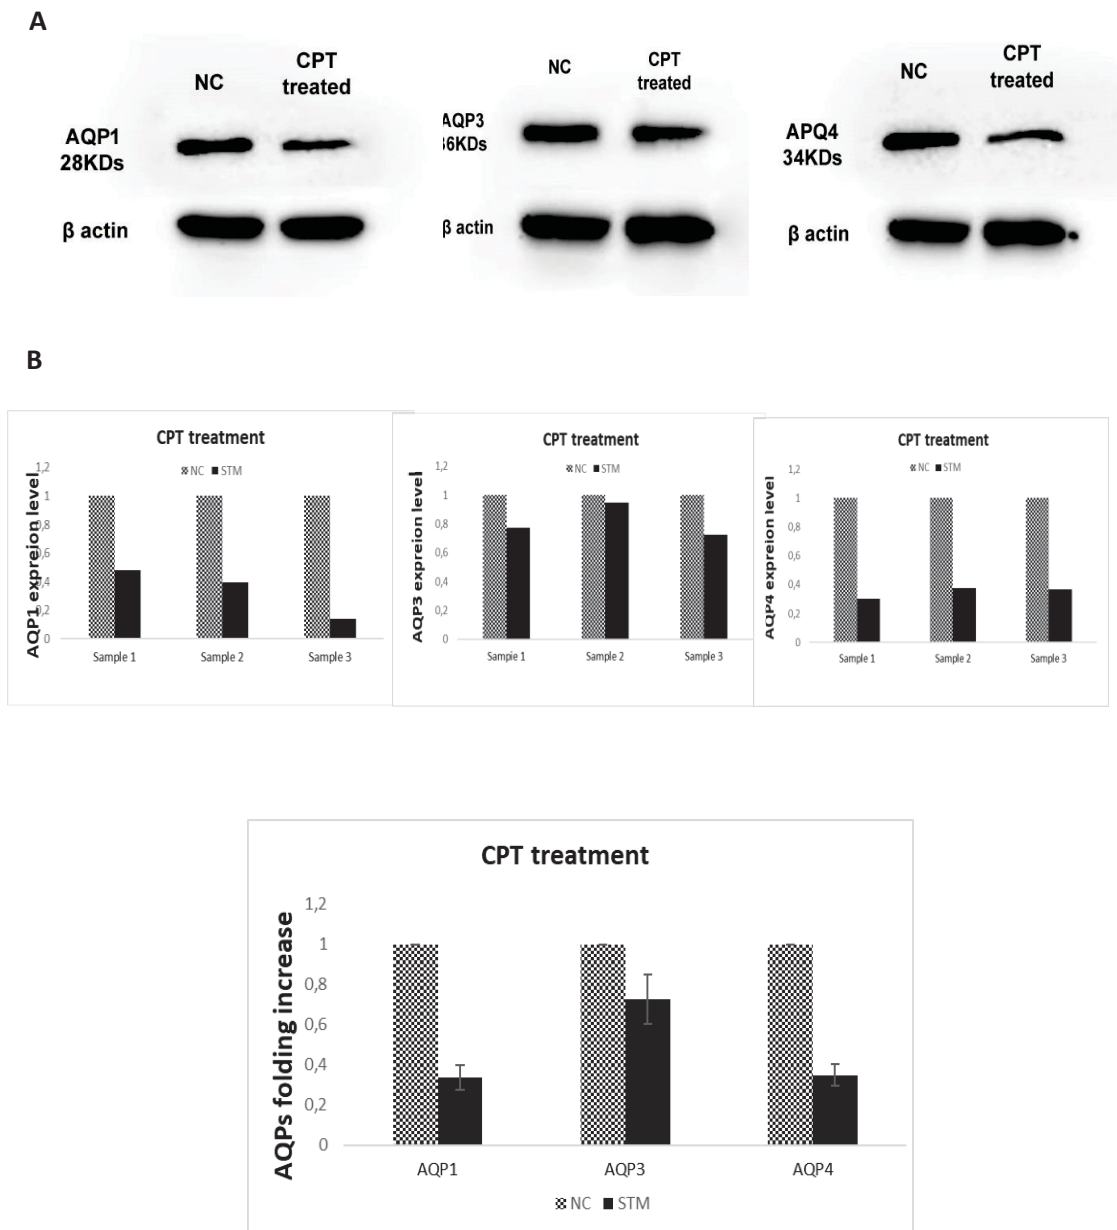 A
NC
CPT
treated
AQP1
28KDs
β actin
NC
CPT
treated
AQP3
36KDs
β actin
NC
CPT
treated
APQ4
34KDs
β actin
B
CPT treatment
NC STM
AQP1 expreion level
1,2
1
0,8
0,6
0,4
0,2
0
Sample 1 Sample 2 Sample 3
CPT treatment
NC STM
AQP3 expreion level
1,2
1
0,8
0,6
0,4
0,2
0
Sample 1 Sample 2 Sample 3
CPT treatment
NC STM
AQP4 expreion level
1,2
1
0,8
0,6
0,4
0,2
0
Sample 1 Sample 2 Sample 3
CPT treatment
AQPs folding increase
1,2
1
0,8
0,6
0,4
0,2
0
AQP1 AQP3 AQP4
NC STM